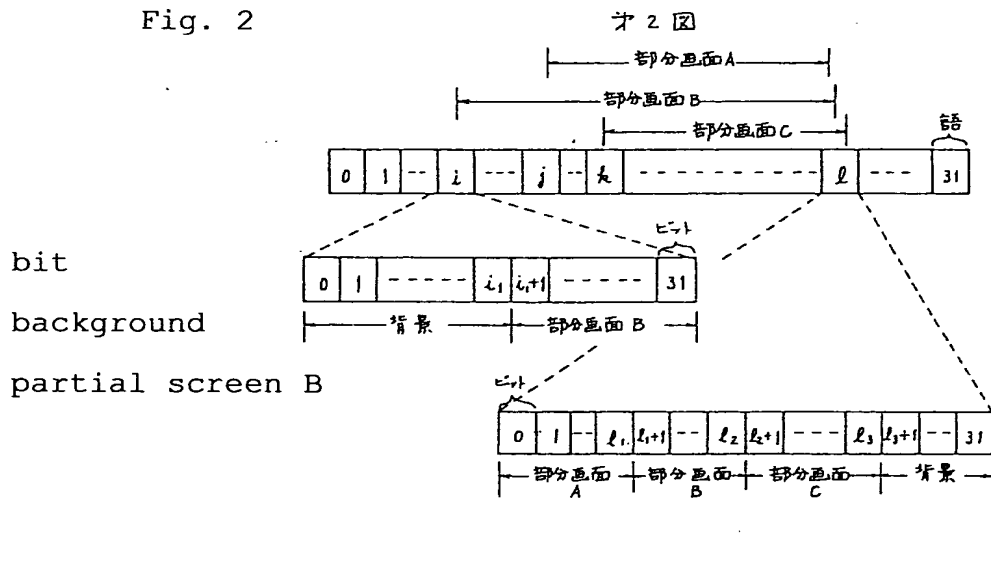 Fig. 2
第2図
部分画面A
部分画面B
部分画面C
語
0 1 --- i --- j -- k ---------- l --- 31
ビット
bit
0 1 ------ i₁ i₁+1 ------ 31
background
背景 部分画面B
partial screen B
ビット
0 1 -- l₁ l₁+1 -- l₂ l₂+1 --- l₃ l₃+1 -- 31
部分画面A 部分画面B 部分画面C 背景